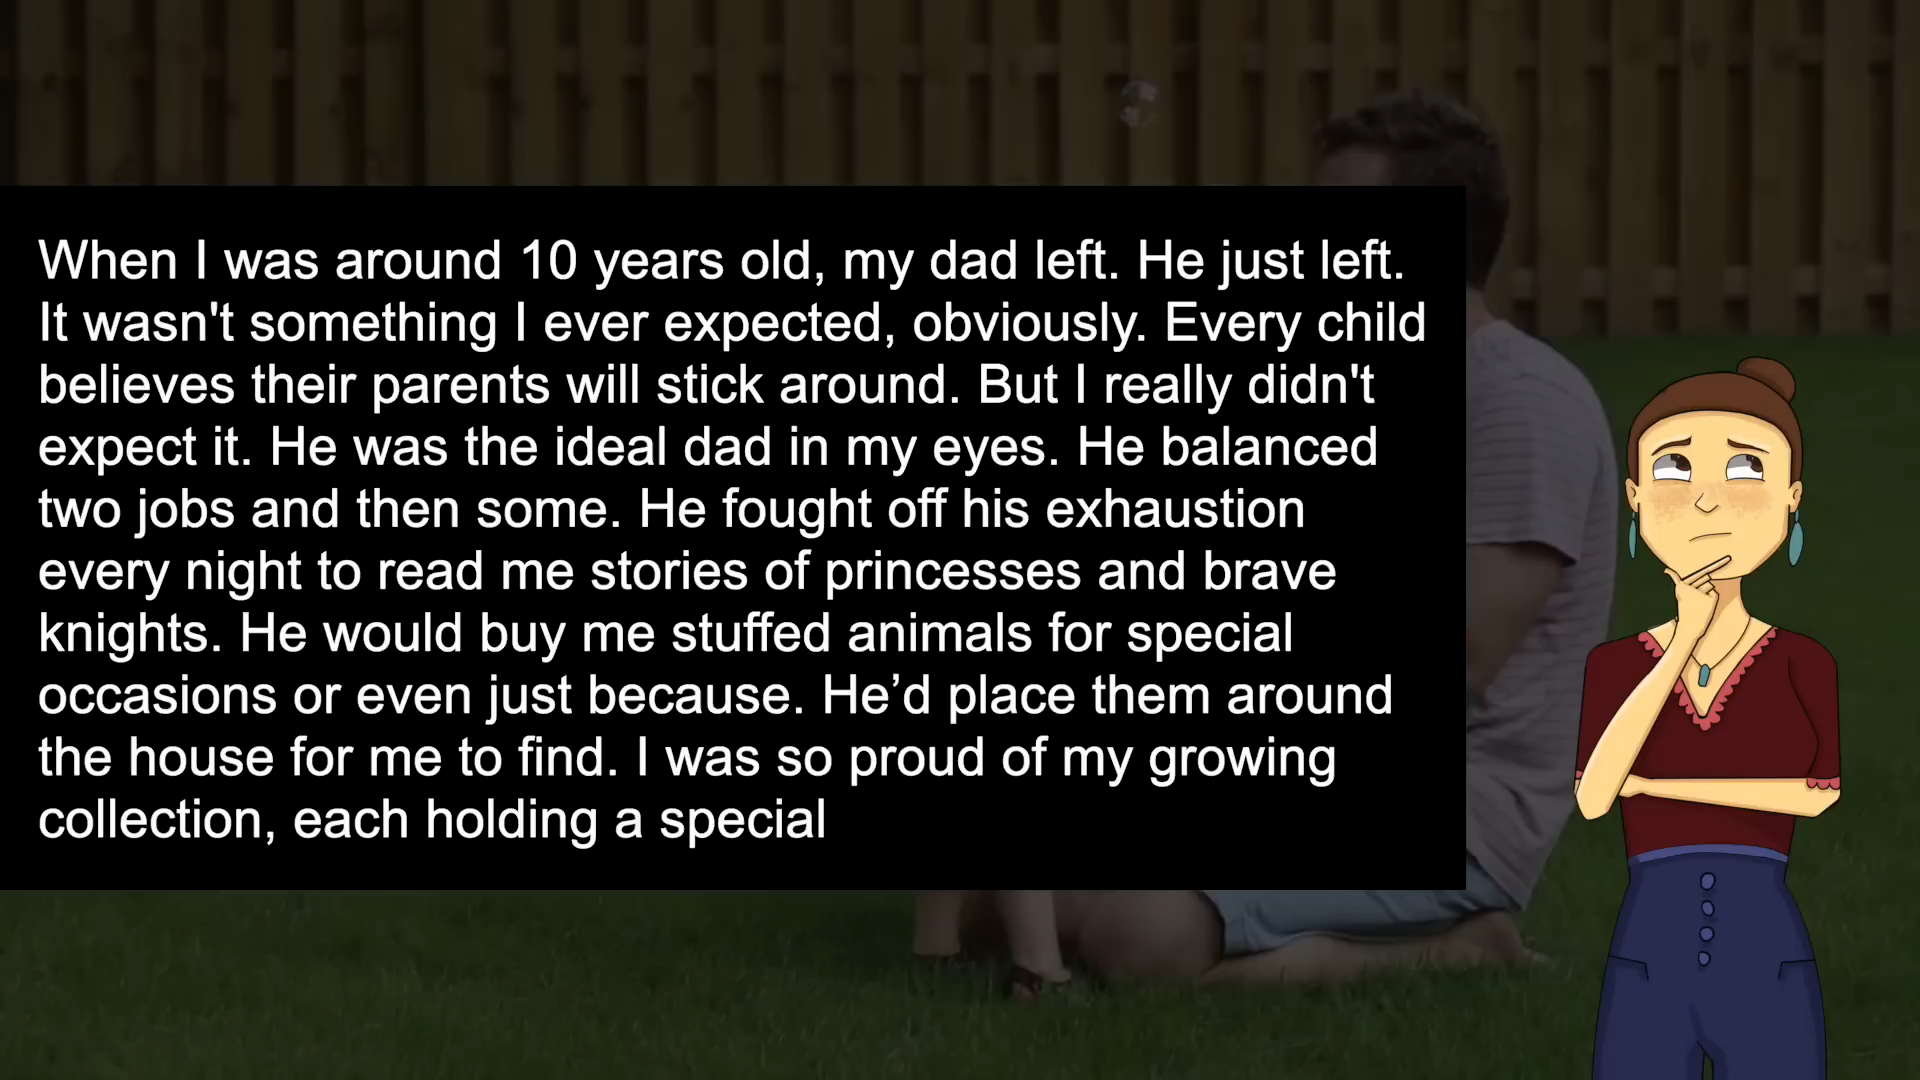 When I was around 10 years old, my dad left. He just left.
It wasn't something I ever expected, obviously. Every child
believes their parents will stick around. But I really didn't
expect it. He was the ideal dad in my eyes. He balanced
two jobs and then some. He fought off his exhaustion
every night to read me stories of princesses and brave
knights. He would buy me stuffed animals for special
occasions or even just because. He’d place them around
the house for me to find. I was so proud of my growing
collection, each holding a special